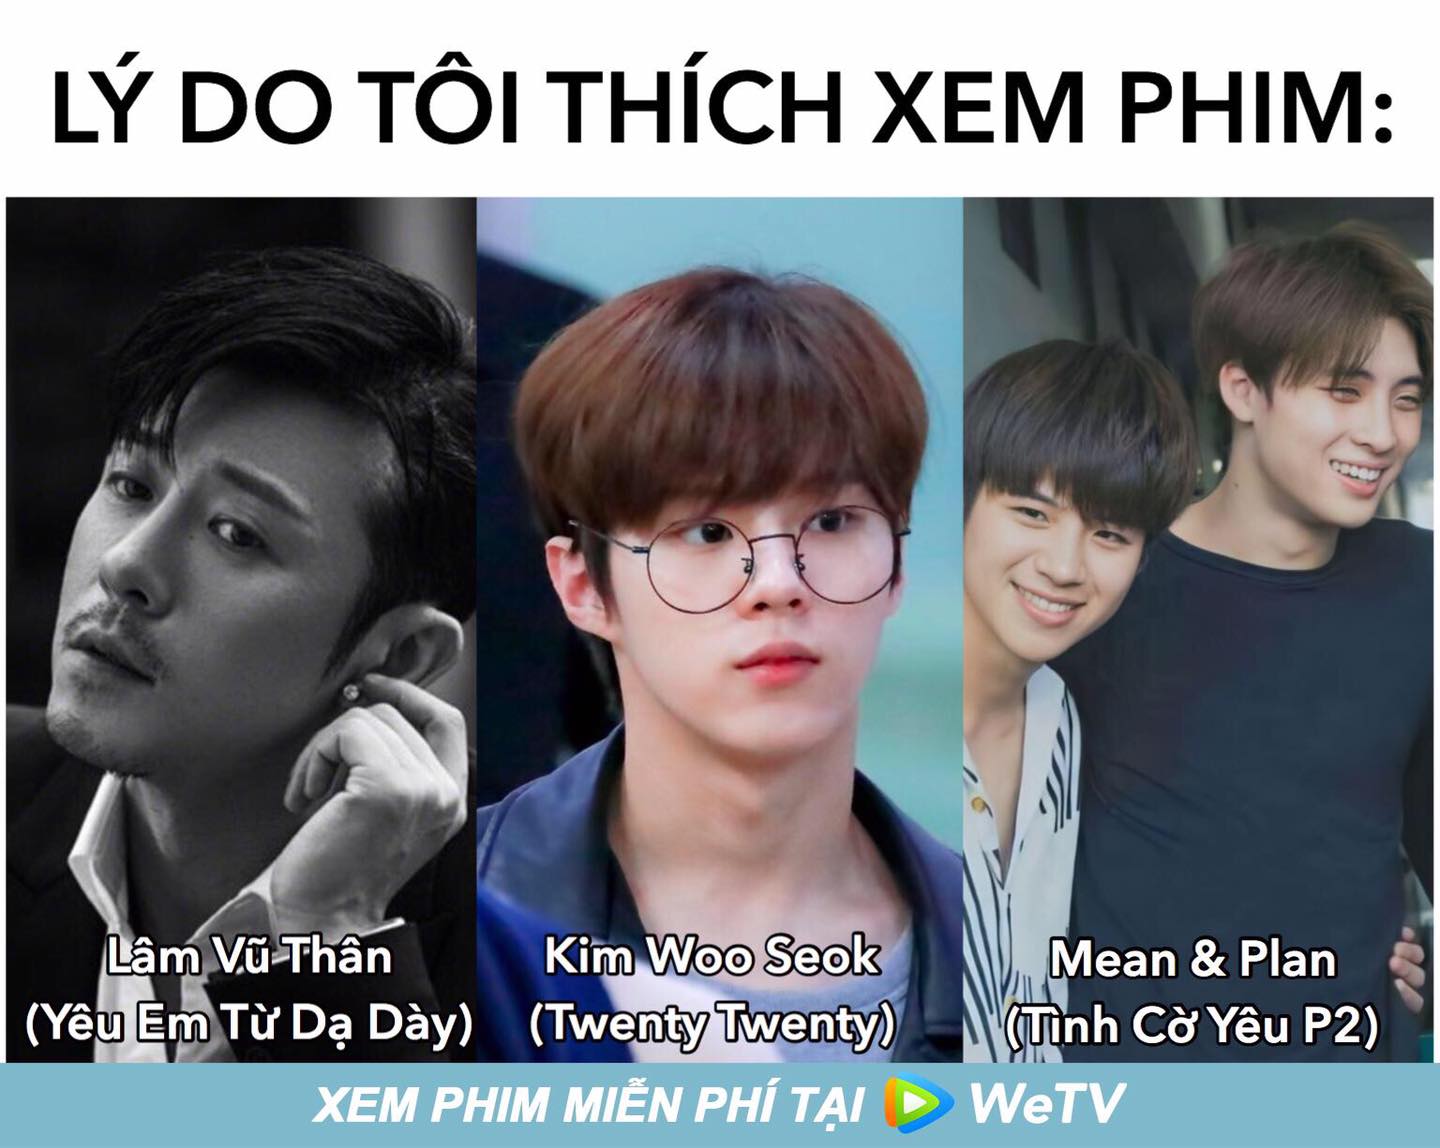 LÝ DO TÔI THÍCH XEM PHIM:
Lâm Vũ Thân
(Yêu Em Từ Dạ Dày)
Kim Woo Seok
(Twenty Twenty)
Mean & Plan
(Tình Cờ Yêu P2)
XEM PHIM MIỄN PHÍ TẠI WeTV